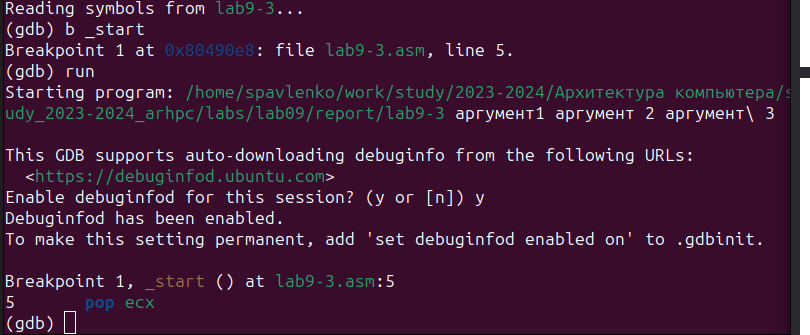 Reading symbols from lab9-3...
(gdb) b _start
Breakpoint 1 at 0x80490e8: file lab9-3.asm, line 5.
(gdb) run
Starting program: /home/spavlenko/work/study/2023-2024/Архитектура компьютера/s
udy_2023-2024_arhpc/labs/lab09/report/lab9-3 аргумент1 аргумент 2 аргумент\ 3
This GDB supports auto-downloading debuginfo from the following URLs:
<https://debuginfod.ubuntu.com>
Enable debuginfod for this session? (y or [n]) y
Debuginfod has been enabled.
To make this setting permanent, add 'set debuginfod enabled on' to .gdbinit.
Breakpoint 1, _start () at lab9-3.asm:5
5 pop ecx
(gdb)